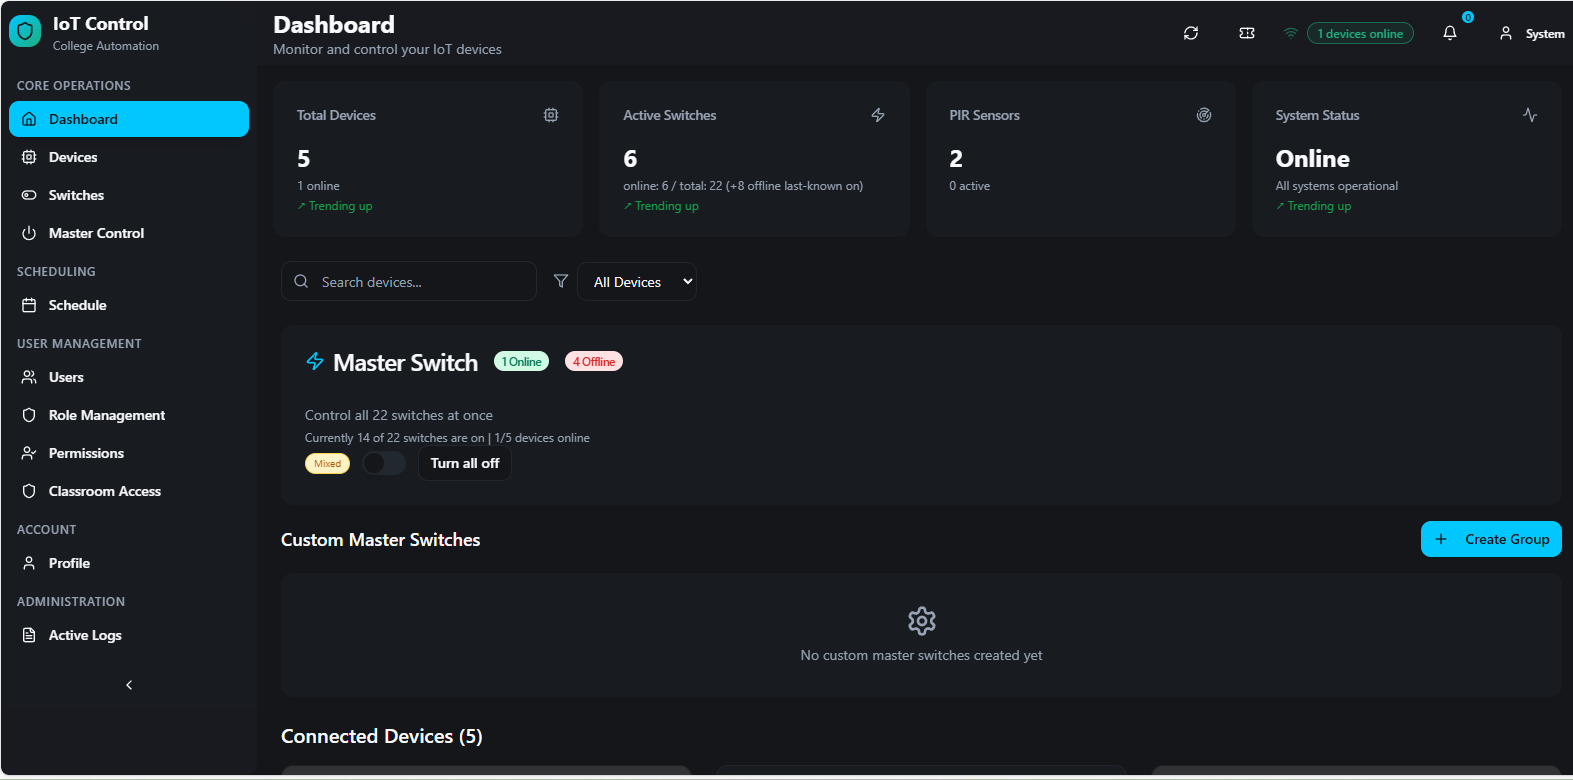 IoT Control
College Automation
CORE OPERATIONS
Dashboard
Devices
Switches
Master Control
SCHEDULING
Schedule
USER MANAGEMENT
Users
Role Management
Permissions
Classroom Access
ACCOUNT
Profile
ADMINISTRATION
Active Logs
Dashboard
Monitor and control your IoT devices
1 devices online
0
System
Total Devices
5
1 online
↗ Trending up
Active Switches
6
online: 6 / total: 22 (+8 offline last-known on)
↗ Trending up
PIR Sensors
2
0 active
System Status
Online
All systems operational
↗ Trending up
Search devices...
All Devices
Master Switch 1 Online 4 Offline
Control all 22 switches at once
Currently 14 of 22 switches are on | 1/5 devices online
Mixed Turn all off
Custom Master Switches
+ Create Group
No custom master switches created yet
Connected Devices (5)